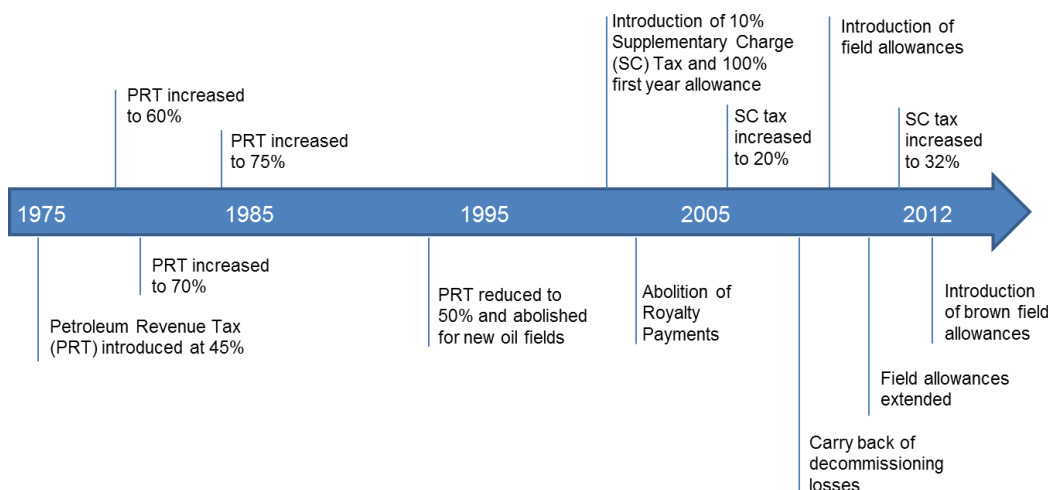 Introduction of 10%
Supplementary Charge
(SC) Tax and 100%
first year allowance
Introduction of
field allowances
PRT increased
to 60%
PRT increased
to 75%
SC tax
increased
to 20%
SC tax
increased
to 32%
1975
1985
1995
2005
2012
PRT increased
to 70%
Petroleum Revenue Tax
(PRT) introduced at 45%
PRT reduced to
50% and abolished
for new oil fields
Abolition of
Royalty
Payments
Introduction
of brown field
allowances
Field allowances
extended
Carry back of
decommissioning
losses